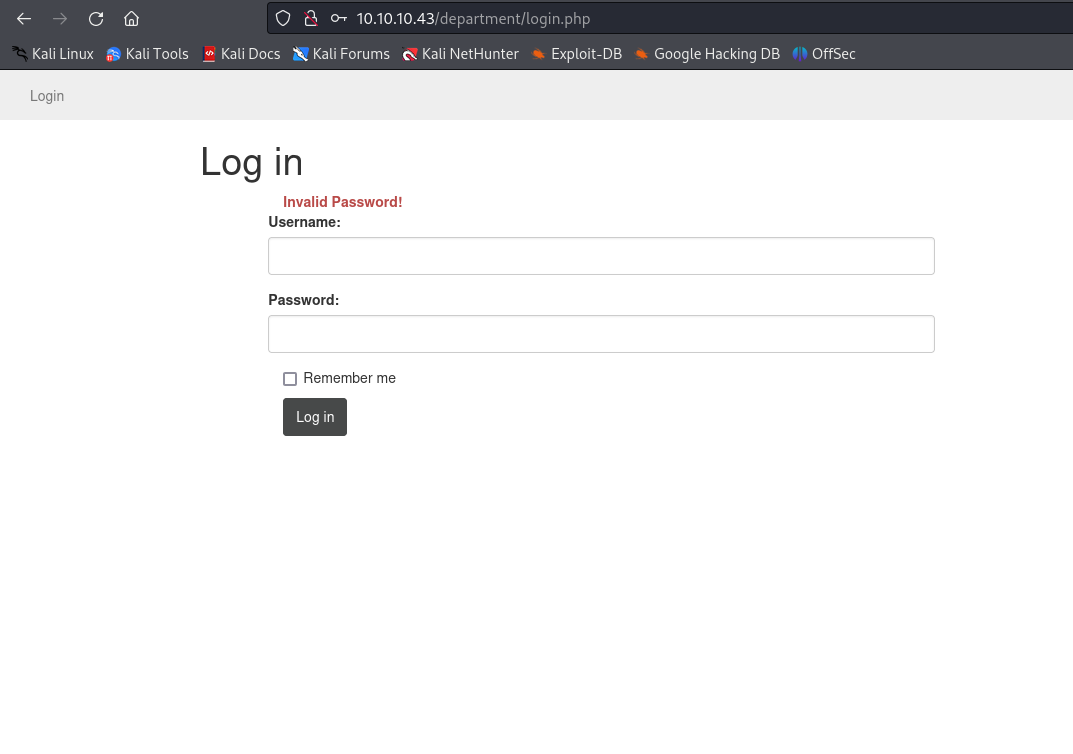 10.10.10.43/department/login.php
Kali Linux Kali Tools Kali Docs Kali Forums Kali NetHunter Exploit-DB Google Hacking DB OffSec
Login
Log in
Invalid Password!
Username:
Password:
Remember me
Log in